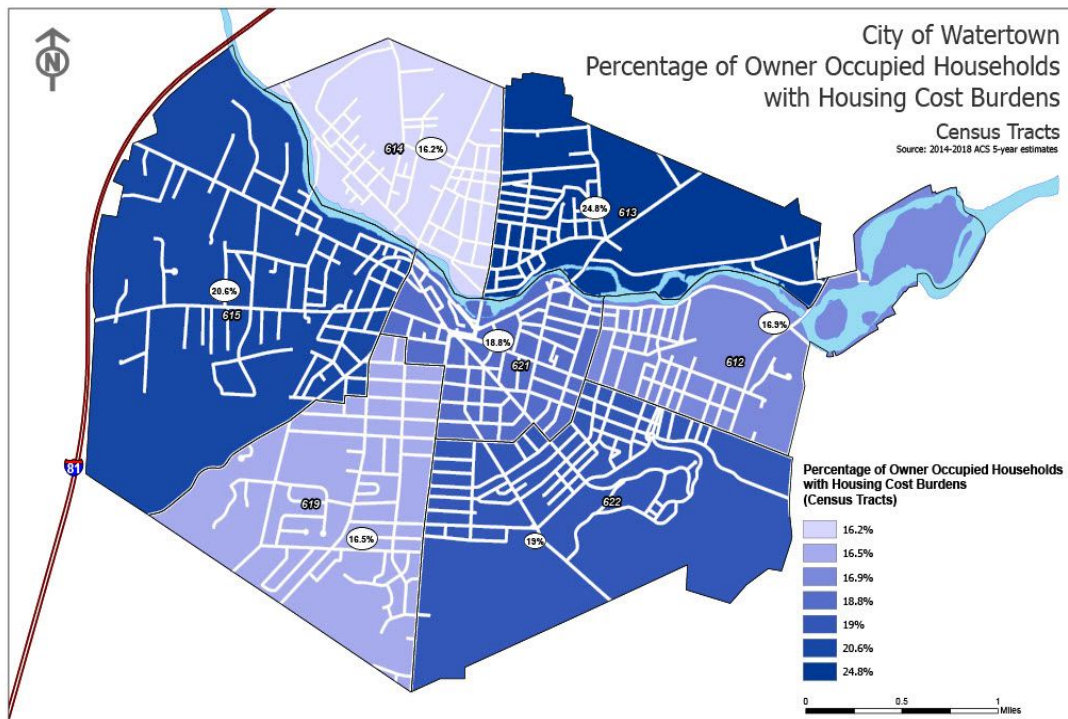 N
City of Watertown
Percentage of Owner Occupied Households
with Housing Cost Burdens
Census Tracts
Source: 2014-2018 ACS 5-year estimates
614
16.2%
24.8%
613
20.6%
615
18.8%
621
16.9%
612
81
619
16.5%
622
19%
Percentage of Owner Occupied Households
with Housing Cost Burdens
(Census Tracts)
16.2%
16.5%
16.9%
18.8%
19%
20.6%
24.8%
0 0.5 1
Miles